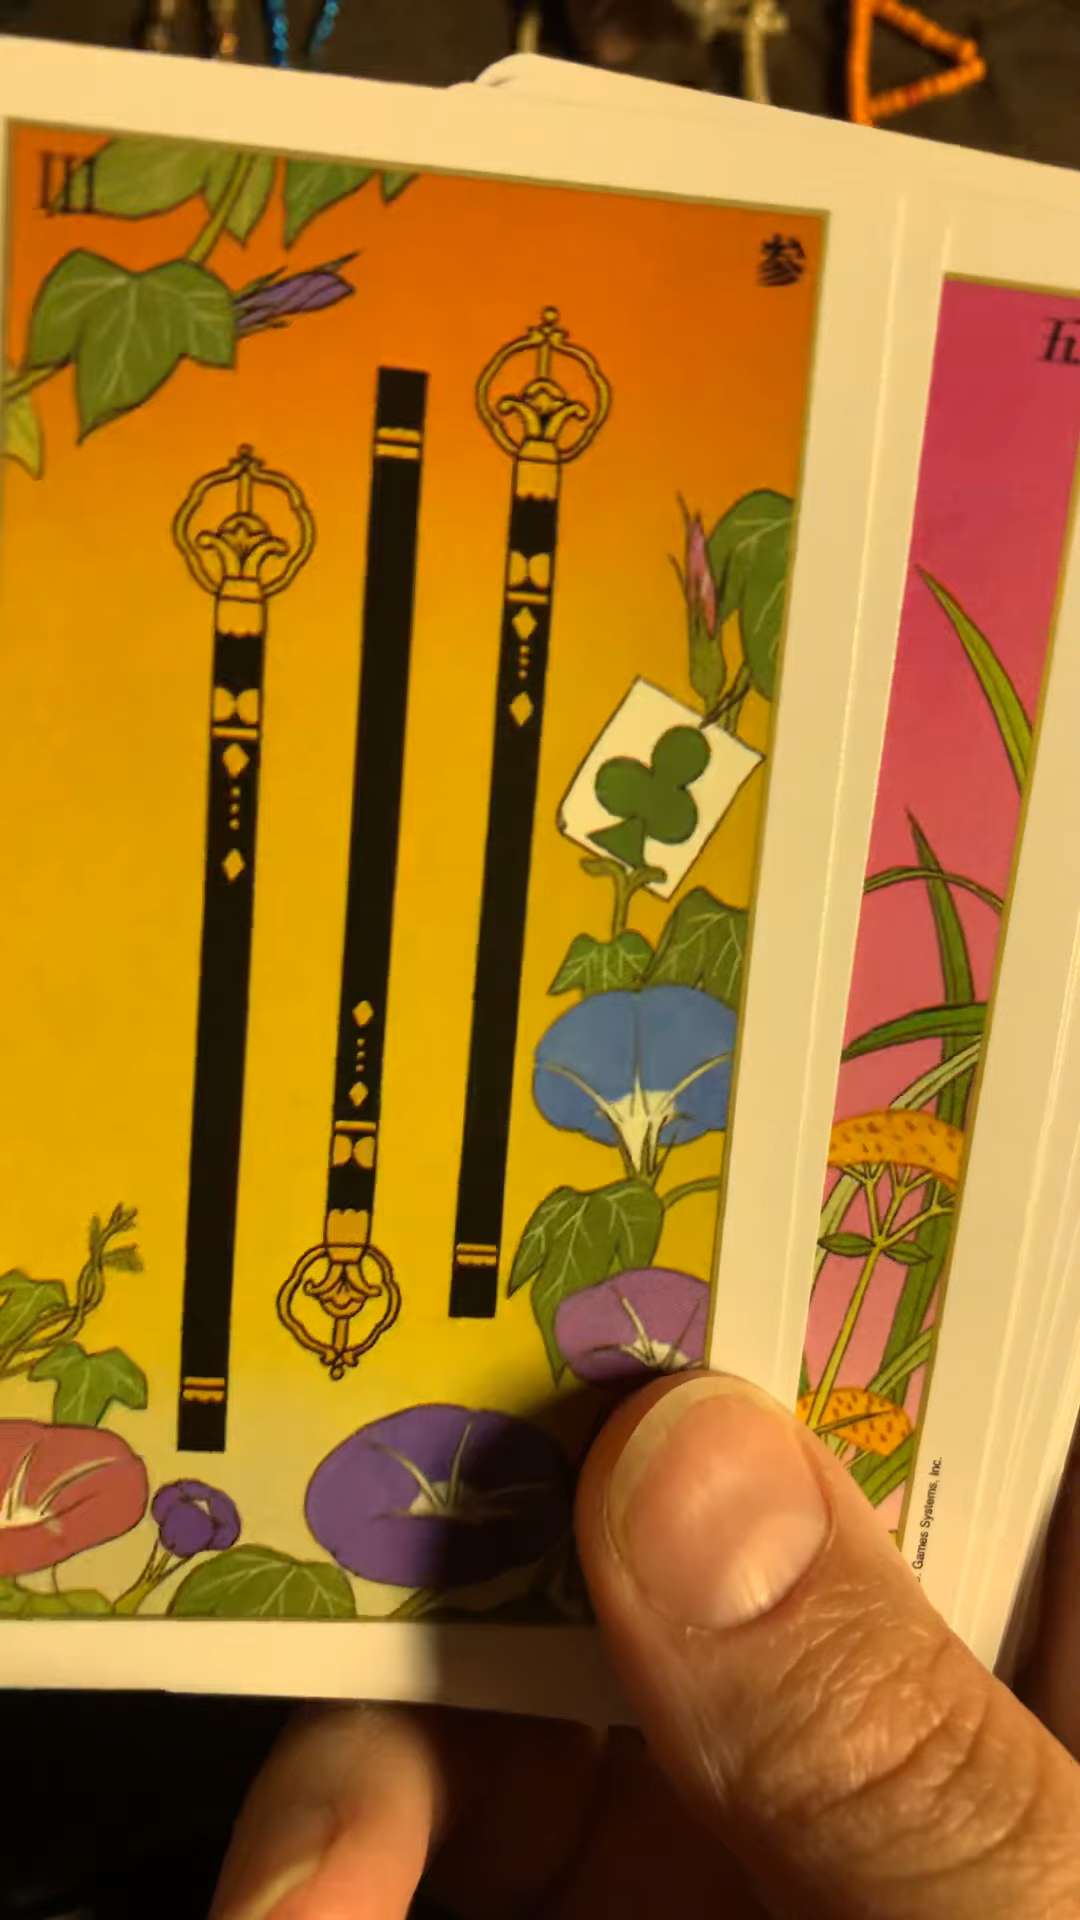 III
参
Games Systems, Inc.